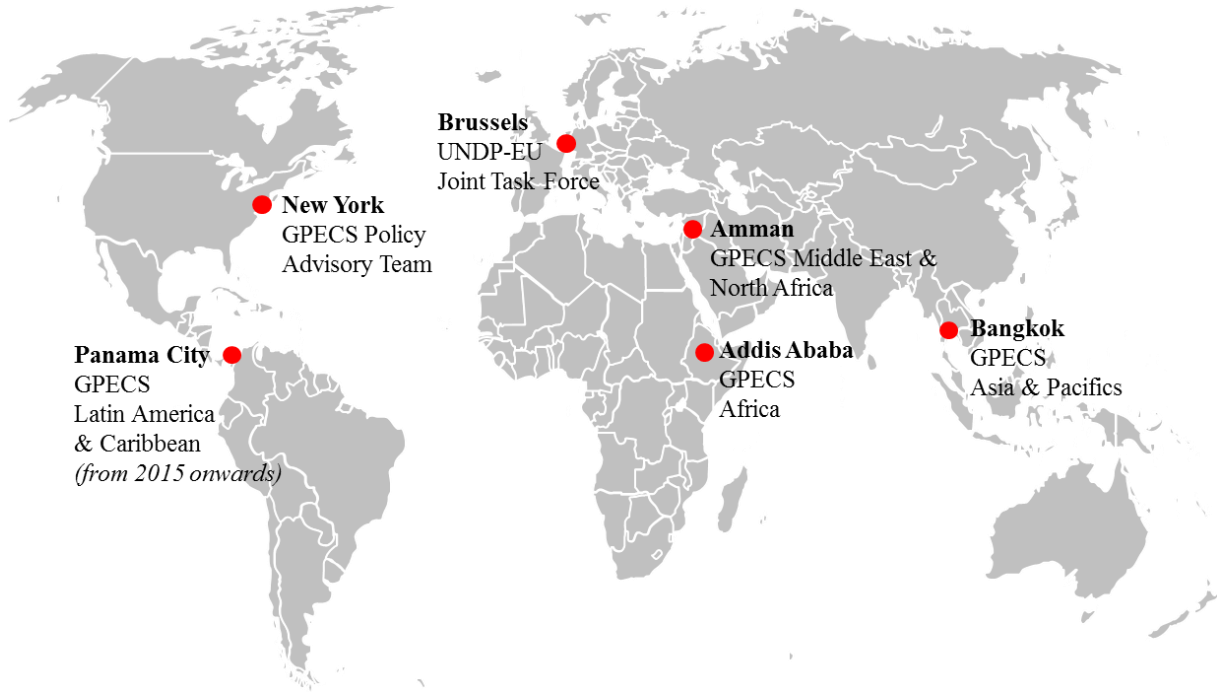 Brussels
UNDP-EU
Joint Task Force
New York
GPECS Policy
Advisory Team
Amman
GPECS Middle East &
North Africa
Panama City
GPECS
Latin America
& Caribbean
(from 2015 onwards)
Addis Ababa
GPECS
Africa
Bangkok
GPECS
Asia & Pacifics